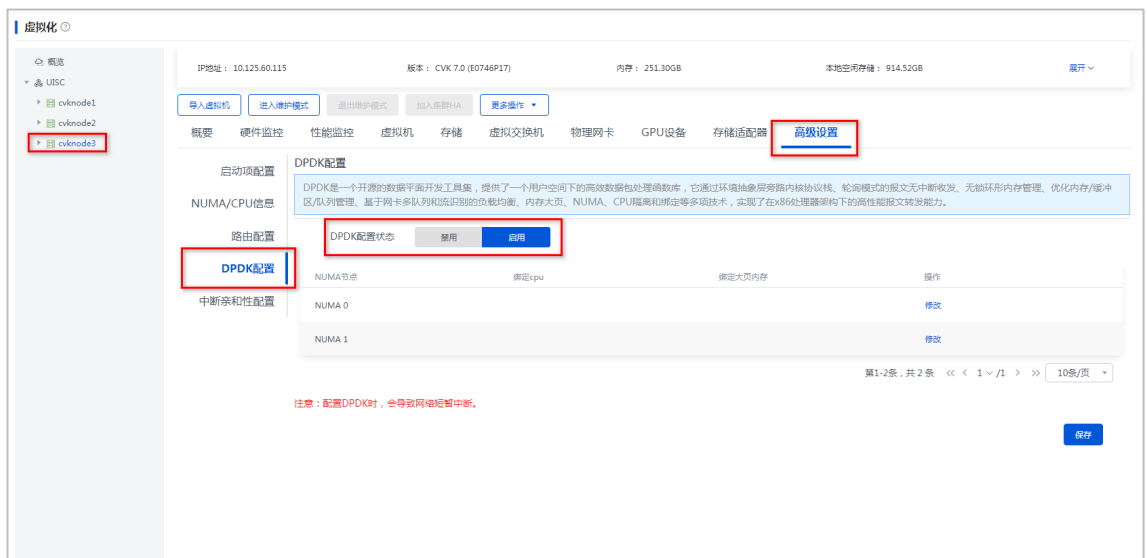 虚拟化
概览
UISC
cvknode1
cvknode2
cvknode3
IP地址： 10.125.60.115 版本： CVK 7.0 (E0746P17) 内存： 251.30GB 本地空闲存储： 914.52GB 展开
导入虚拟机 进入维护模式 退出维护模式 加入集群HA 更多操作
概要 硬件监控 性能监控 虚拟机 存储 虚拟交换机 物理网卡 GPU设备 存储适配器 高级设置
启动项配置
NUMA/CPU信息
路由配置
DPDK配置
中断亲和性配置
DPDK配置
DPDK是一个开源的数据平面开发工具集，提供了一个用户空间下的高效数据包处理函数库，它通过环境抽象层旁路内核协议栈、轮询模式的报文无中断收发、无锁环形内存管理、优化内存/缓冲
区/队列管理、基于网卡多队列和流识别的负载均衡、内存大页、NUMA、CPU隔离和绑定等多项技术，实现了在x86处理器架构下的高性能报文转发能力。
DPDK配置状态 禁用 启用
NUMA节点 绑定cpu 绑定大页内存 操作
NUMA 0 修改
NUMA 1 修改
第1-2条，共 2 条 << < 1 /1 > >> 10条/页
注意：配置DPDK时，会导致网络短暂中断。
保存